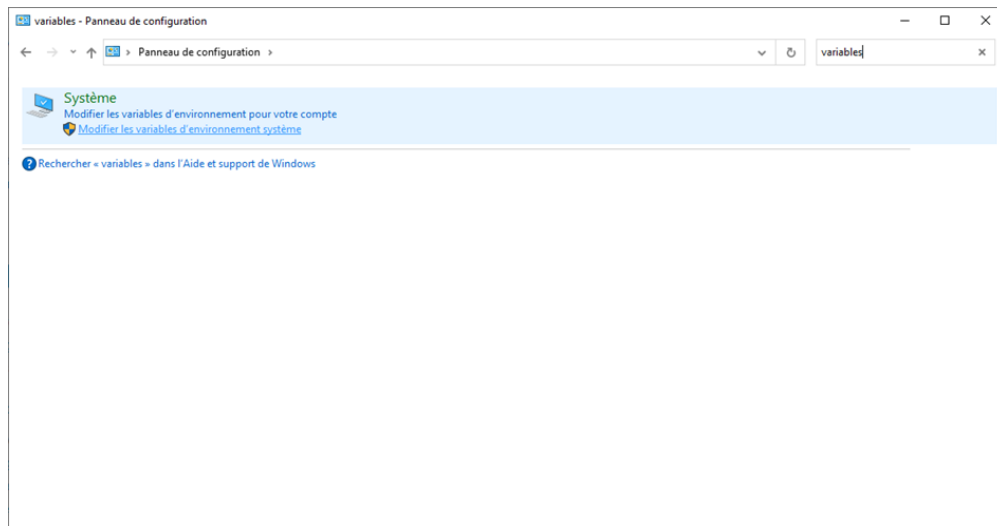 variables - Panneau de configuration
Panneau de configuration
variables
Système
Modifier les variables d'environnement pour votre compte
Modifier les variables d'environnement système
Rechercher « variables » dans l'Aide et support de Windows